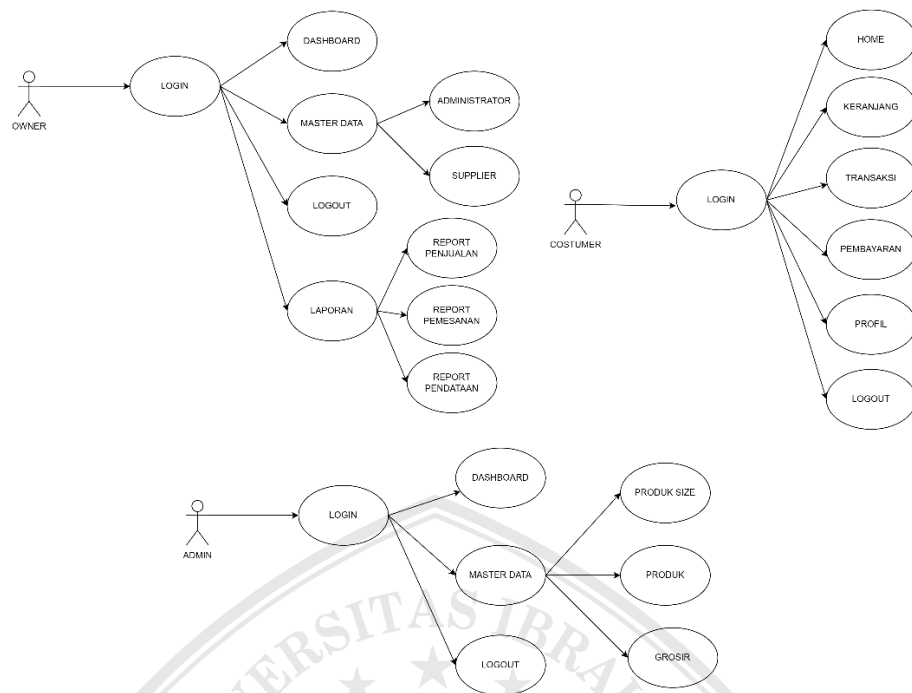 OWNER
LOGIN
DASHBOARD
MASTER DATA
ADMINISTRATOR
SUPPLIER
LOGOUT
LAPORAN
REPORT
PENJUALAN
REPORT
PEMESANAN
REPORT
PENDATAAN
COSTUMER
LOGIN
HOME
KERANJANG
TRANSAKSI
PEMBAYARAN
PROFIL
LOGOUT
ADMIN
LOGIN
DASHBOARD
MASTER DATA
LOGOUT
PRODUK SIZE
PRODUK
GROSIR